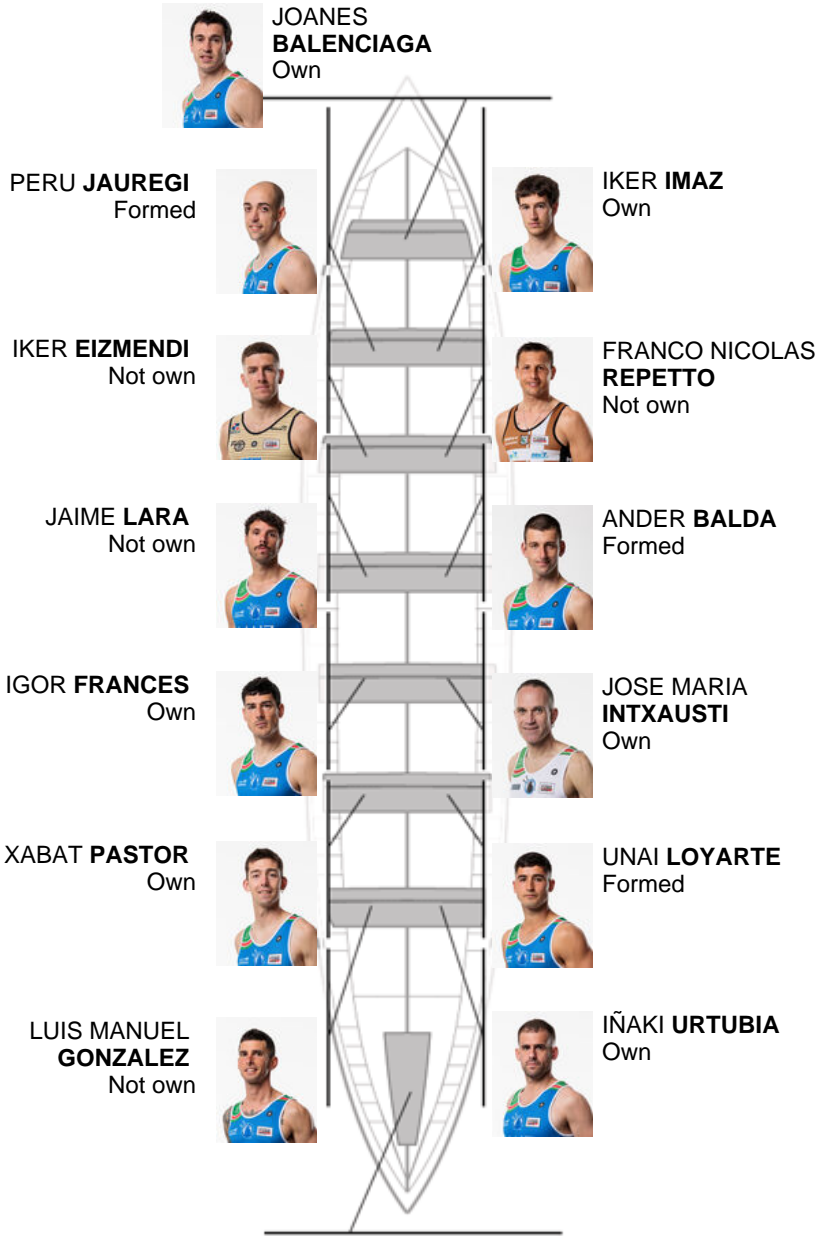 JOANES
BALENCIAGA
Own
PERU JAUREGI
Formed
IKER IMAZ
Own
IKER EIZMENDI
Not own
FRANCO NICOLAS
REPETTO
Not own
JAIME LARA
Not own
ANDER BALDA
Formed
IGOR FRANCES
Own
JOSE MARIA
INTXAUSTI
Own
XABAT PASTOR
Own
UNAI LOYARTE
Formed
LUIS MANUEL
GONZALEZ
Not own
IÑAKI URTUBIA
Own